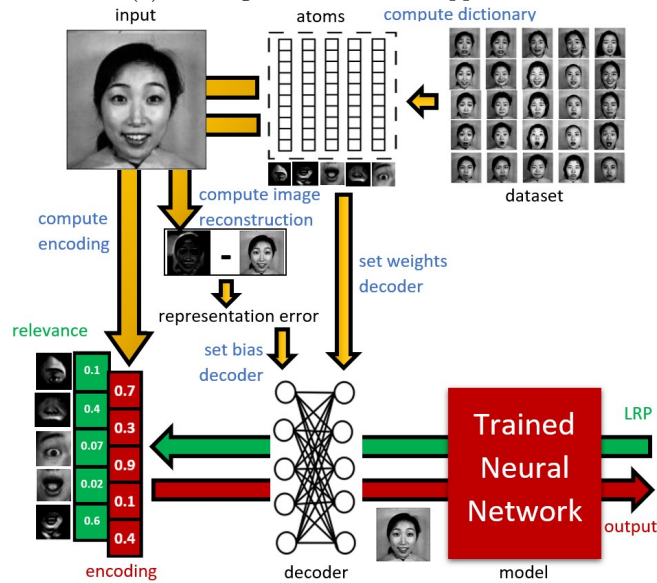 input
atoms
compute dictionary
dataset
compute
encoding
compute image
reconstruction
-
set weights
decoder
representation error
relevance
set bias
decoder
0.1
0.4
0.07
0.02
0.6
0.7
0.3
0.9
0.1
0.4
Trained
Neural
Network
LRP
output
encoding
decoder
model